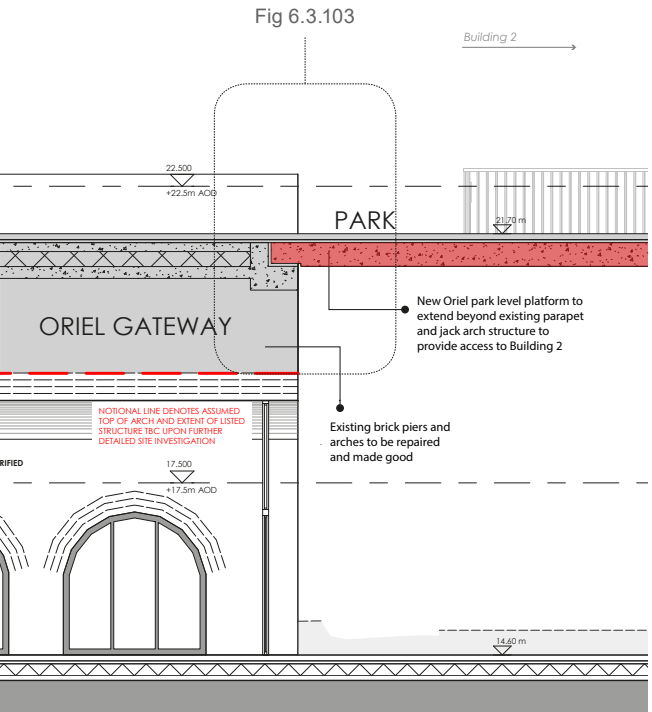 Fig 6.3.103
Building 2
22.500
+22.5m AOD
PARK
21.70 m
New Oriel park level platform to
extend beyond existing parapet
and jack arch structure to
provide access to Building 2
ORIEL GATEWAY
NOTIONAL LINE DENOTES ASSUMED
TOP OF ARCH AND EXTENT OF LISTED
STRUCTURE TBC UPON FURTHER
DETAILED SITE INVESTIGATION
Existing brick piers and
arches to be repaired
and made good
RIFIED
17.500
+17.5m AOD
14.60 m